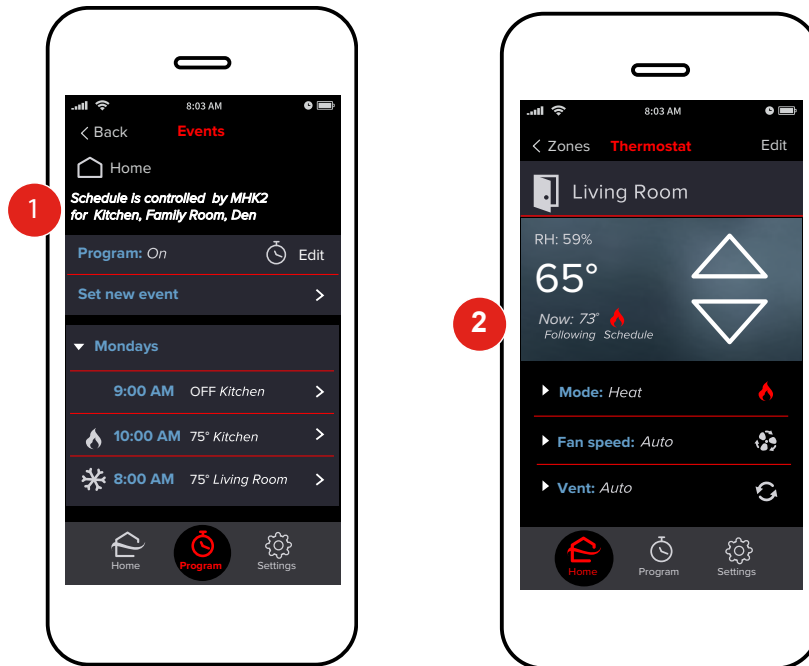 8:03 AM
< Back
Events
Home
1
Schedule is controlled by MHK2
for Kitchen, Family Room, Den
Program: On
Edit
Set new event
Mondays
9:00 AM OFF Kitchen
10:00 AM 75° Kitchen
8:00 AM 75° Living Room
Home
Program
Settings
8:03 AM
< Zones
Thermostat
Edit
Living Room
RH: 59%
65°
2
Now: 73°
Following Schedule
Mode: Heat
Fan speed: Auto
Vent: Auto
Home
Program
Settings